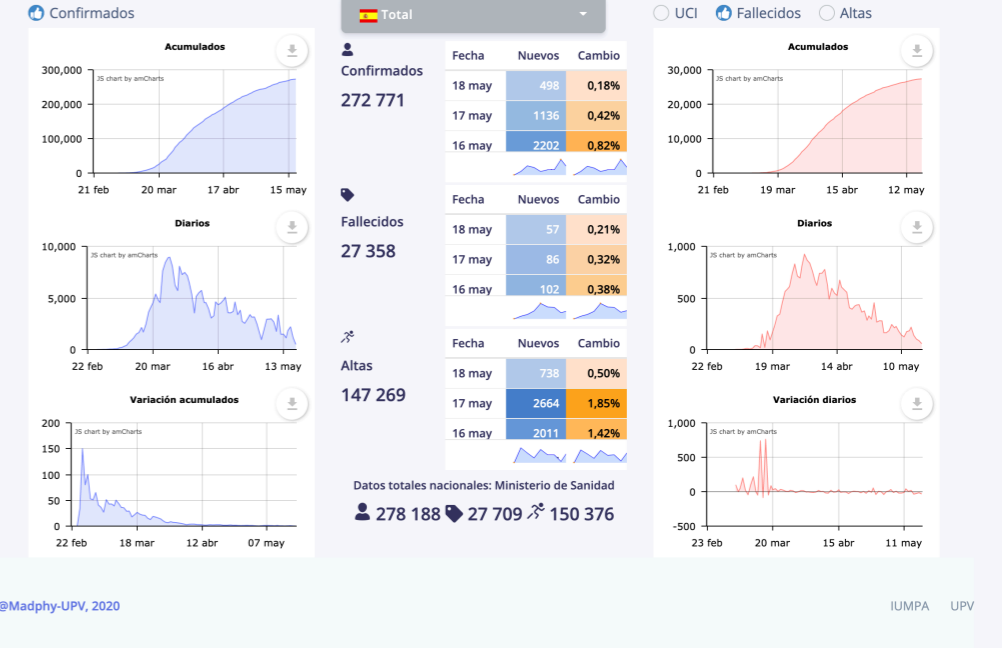 Confirmados
Total
UCI Fallecidos Altas
Acumulados
JS chart by amCharts
300,000
200,000
100,000
0
21 feb 20 mar 17 abr 15 may
Diarios
JS chart by amCharts
10,000
5,000
0
22 feb 20 mar 16 abr 13 may
Variación acumulados
JS chart by amCharts
200
150
100
50
0
22 feb 18 mar 12 abr 07 may
Confirmados
272 771
Fecha Nuevos Cambio
18 may 498 0,18%
17 may 1136 0,42%
16 may 2202 0,82%
Fallecidos
27 358
Fecha Nuevos Cambio
18 may 57 0,21%
17 may 86 0,32%
16 may 102 0,38%
Altas
147 269
Fecha Nuevos Cambio
18 may 738 0,50%
17 may 2664 1,85%
16 may 2011 1,42%
Datos totales nacionales: Ministerio de Sanidad
278 188 27 709 150 376
Acumulados
JS chart by amCharts
30,000
20,000
10,000
0
21 feb 19 mar 15 abr 12 may
Diarios
JS chart by amCharts
1,000
500
0
22 feb 19 mar 14 abr 10 may
Variación diarios
JS chart by amCharts
1,000
500
0
-500
23 feb 20 mar 15 abr 11 may
@Madphy-UPV, 2020
IUMPA UPV